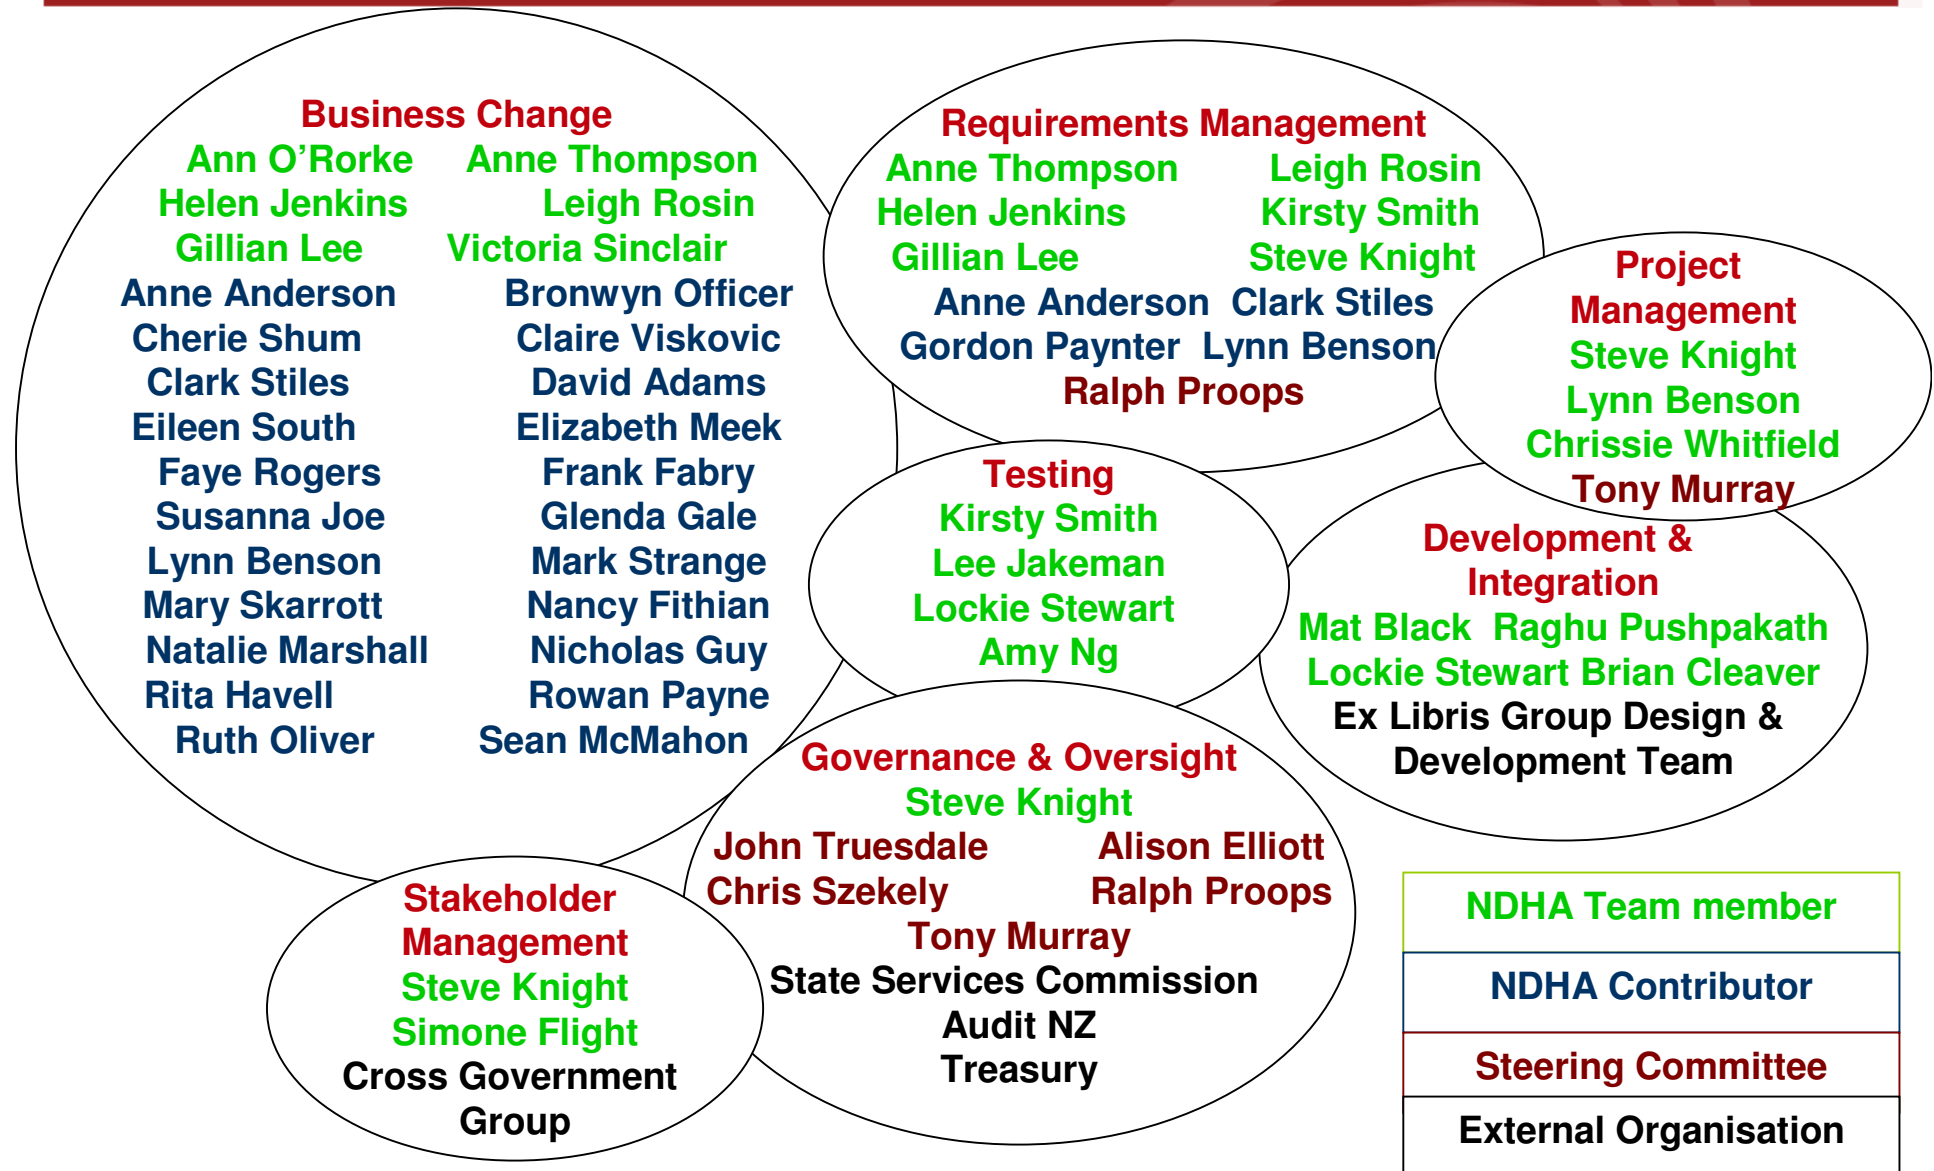 Business Change
Ann O’Rorke Anne Thompson
Helen Jenkins Leigh Rosin
Gillian Lee Victoria Sinclair
Anne Anderson Bronwyn Officer
Cherie Shum Claire Viskovic
Clark Stiles David Adams
Eileen South Elizabeth Meek
Faye Rogers Frank Fabry
Susanna Joe Glenda Gale
Lynn Benson Mark Strange
Mary Skarrott Nancy Fithian
Natalie Marshall Nicholas Guy
Rita Havell Rowan Payne
Ruth Oliver Sean McMahon
Requirements Management
Anne Thompson Leigh Rosin
Helen Jenkins Kirsty Smith
Gillian Lee Steve Knight
Anne Anderson Clark Stiles
Gordon Paynter Lynn Benson
Ralph Proops
Project
Management
Steve Knight
Lynn Benson
Chrissie Whitfield
Tony Murray
Testing
Kirsty Smith
Lee Jakeman
Lockie Stewart
Amy Ng
Development &
Integration
Mat Black Raghu Pushpakath
Lockie Stewart Brian Cleaver
Ex Libris Group Design &
Development Team
Governance & Oversight
Steve Knight
John Truesdale Alison Elliott
Chris Szekely Ralph Proops
Tony Murray
State Services Commission
Audit NZ
Treasury
Stakeholder
Management
Steve Knight
Simone Flight
Cross Government
Group
NDHA Team member
NDHA Contributor
Steering Committee
External Organisation